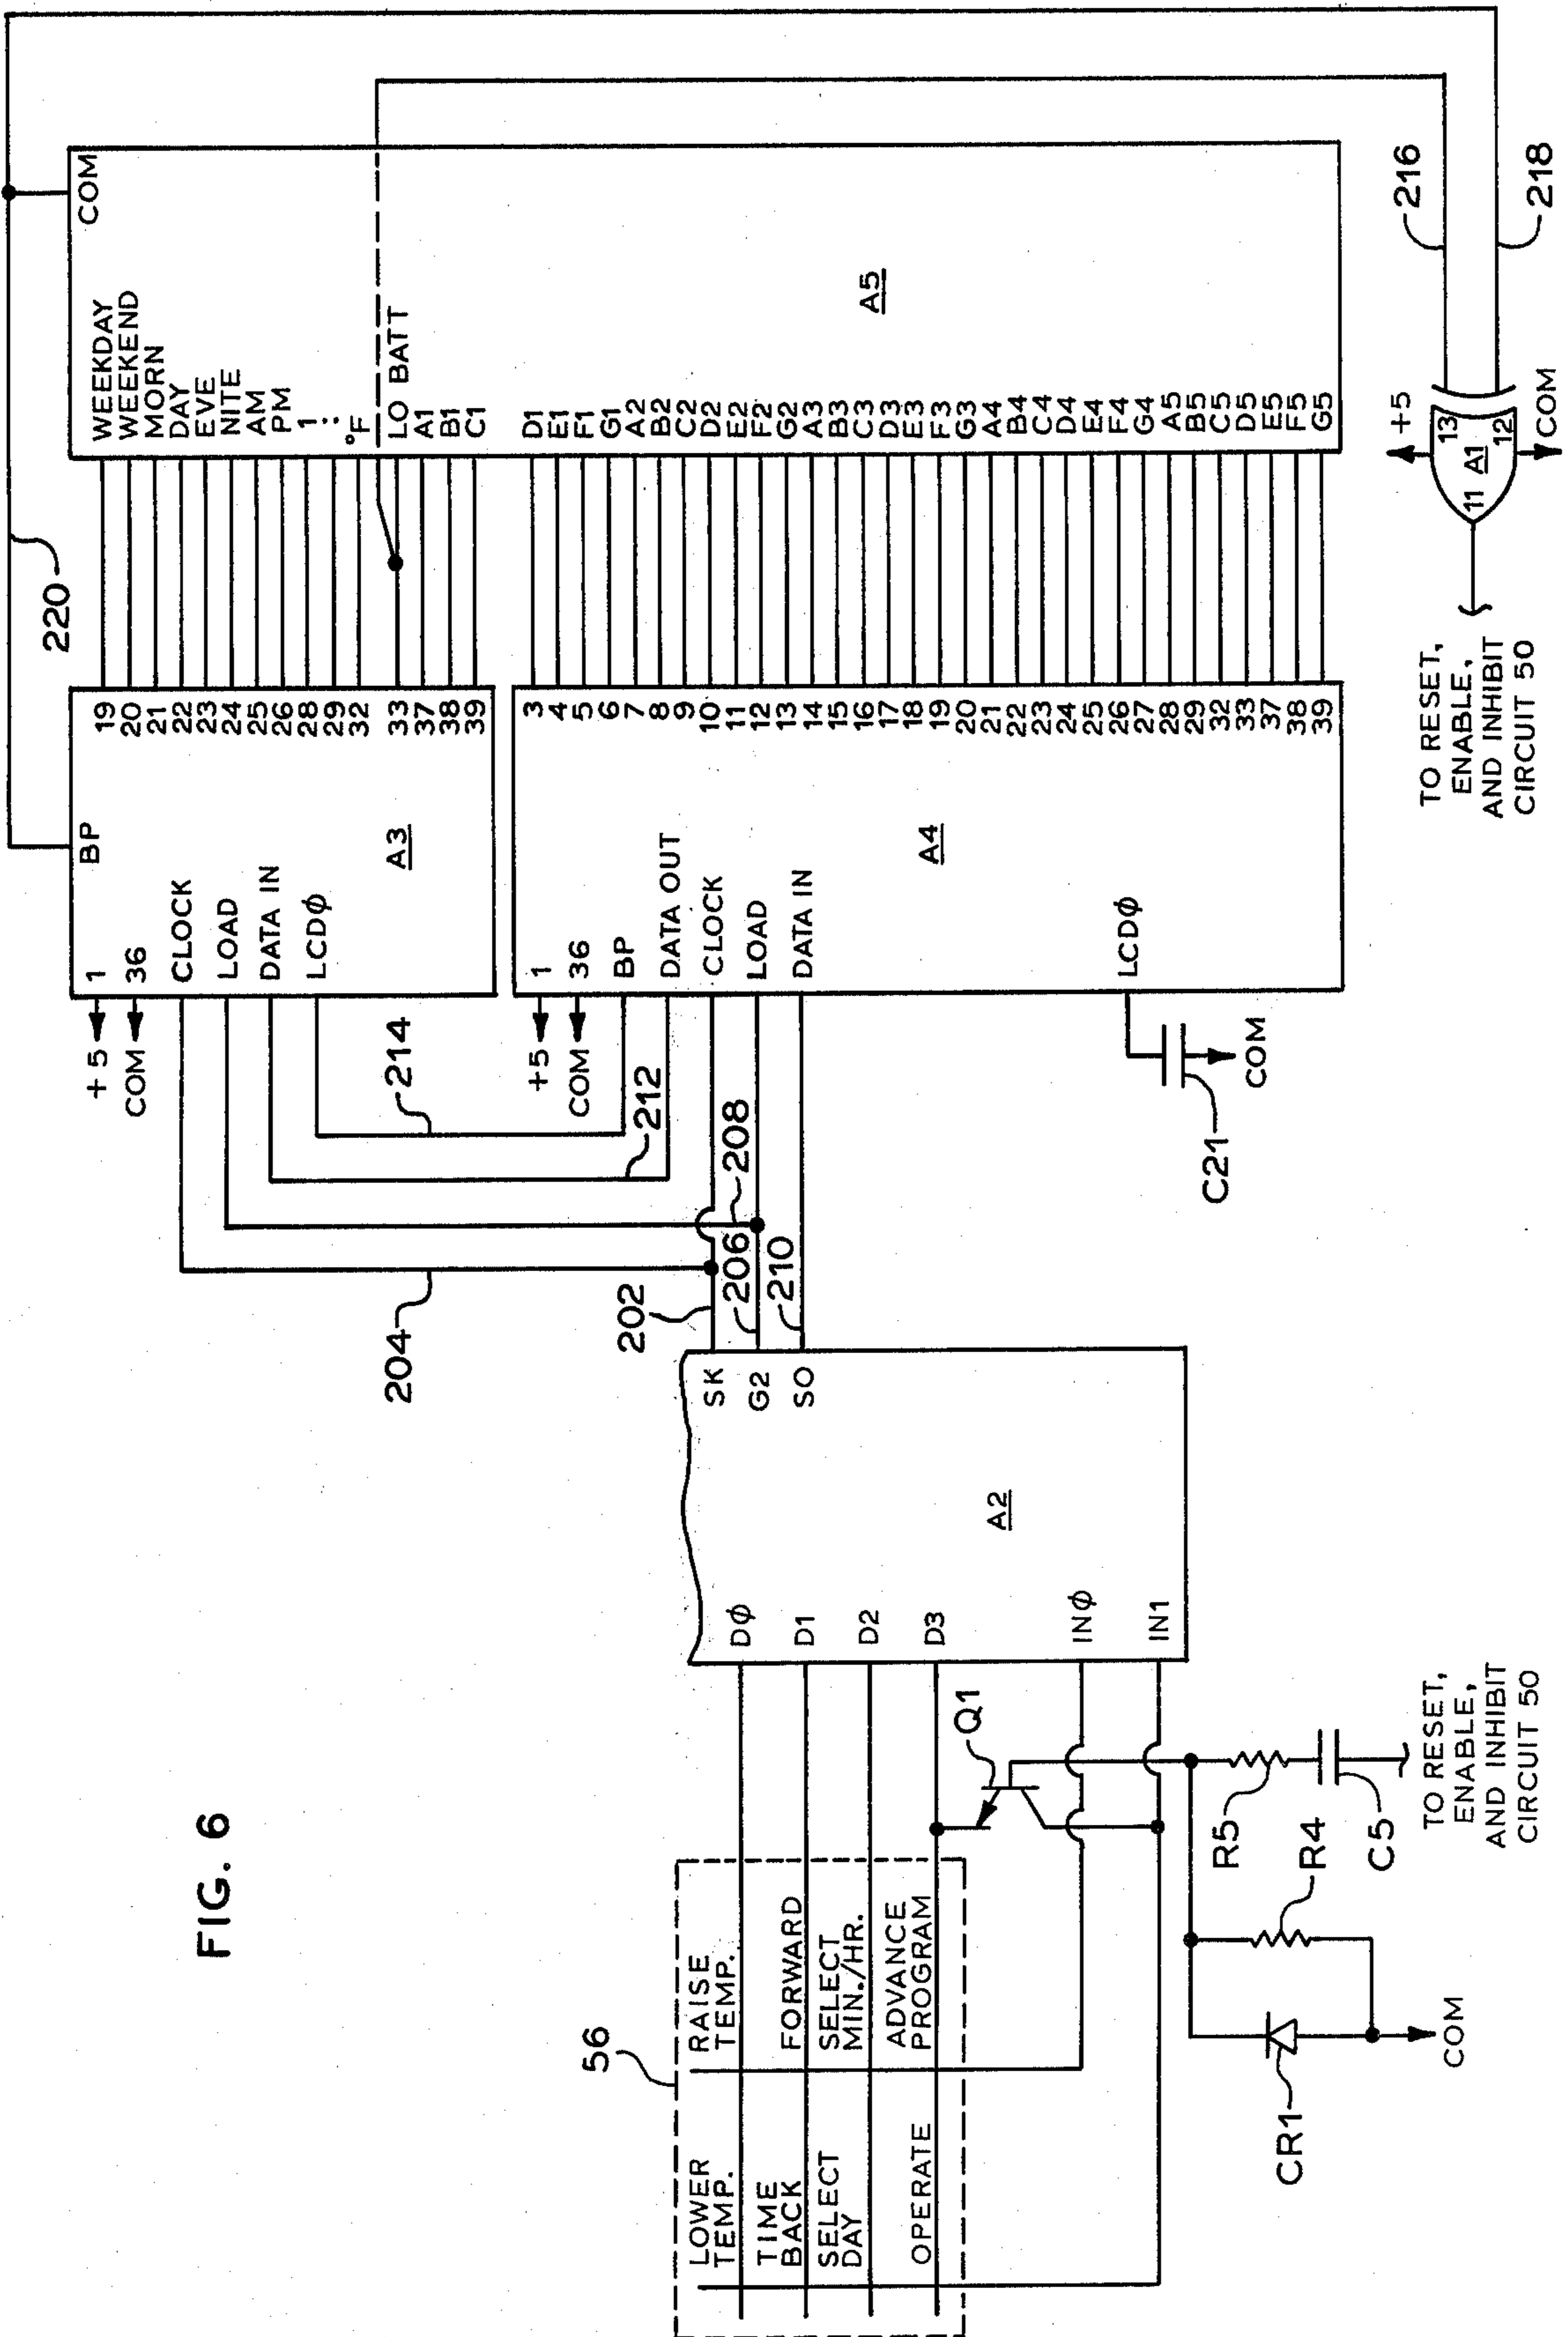 FIG. 6
56
LOWER
TEMP.
RAISE
TEMP.
TIME
BACK
FORWARD
SELECT
DAY
SELECT
MIN./HR.
OPERATE
ADVANCE
PROGRAM
Q1
CR1
R4
R5
C5
COM
TO RESET,
ENABLE,
AND INHIBIT
CIRCUIT 50
DΦ
D1
D2
D3
INΦ
IN1
A2
SK
G2
SO
202
204
206
208
210
212
214
+5
COM
1
36
CLOCK
LOAD
DATA IN
LCDΦ
BP
A3
19
20
21
22
23
24
25
26
28
29
32
33
37
38
39
+5
COM
1
36
BP
DATA OUT
CLOCK
LOAD
DATA IN
LCDΦ
C21
COM
A4
3
4
5
6
7
8
9
10
11
12
13
14
15
16
17
18
19
20
21
22
23
24
25
26
27
28
29
32
33
37
38
39
220
COM
WEEKDAY
WEEKEND
MORN
DAY
EVE
NITE
AM
PM
1
:
°F
LO BATT
A1
B1
C1
D1
E1
F1
G1
A2
B2
C2
D2
E2
F2
G2
A3
B3
C3
D3
E3
F3
G3
A4
B4
C4
D4
E4
F4
G4
A5
B5
C5
D5
E5
F5
G5
A5
216
218
+5
13
11 A1
12
COM
TO RESET,
ENABLE,
AND INHIBIT
CIRCUIT 50